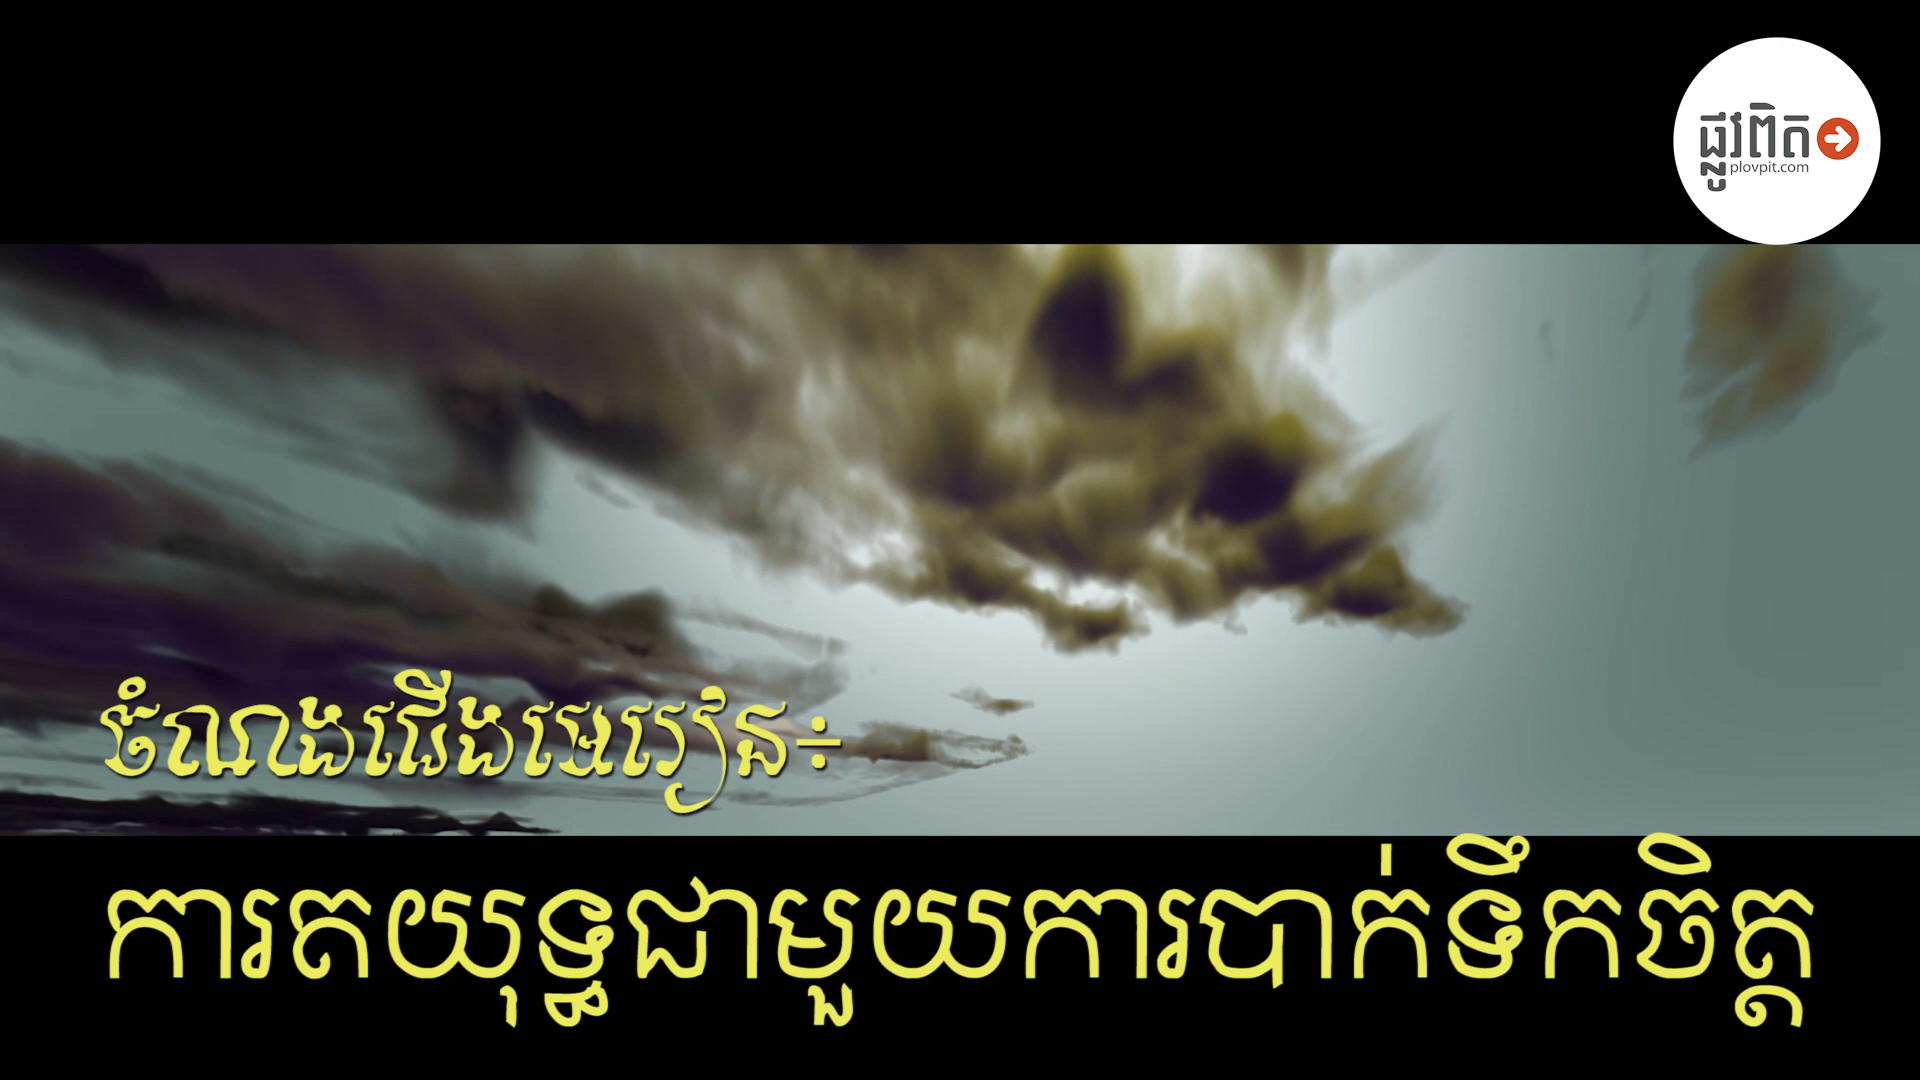 ផ្លូវពិត
plovpit.com
ចំណងជើងមេរៀន៖
ការតយុទ្ធជាមួយការបាក់ទឹកចិត្ត